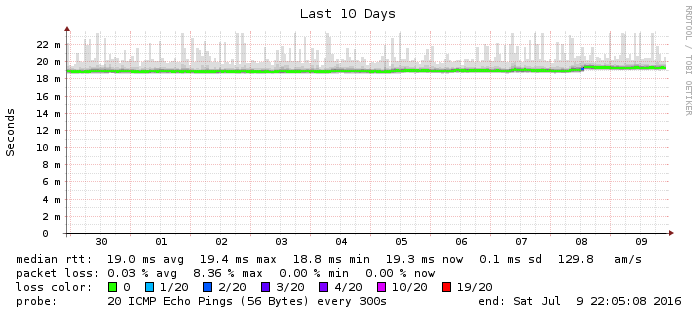 Last 10 Days
RRDTOOL / TOBI OETIKER
Seconds
22 m
20 m
18 m
16 m
14 m
12 m
10 m
8 m
6 m
4 m
2 m
0
30 01 02 03 04 05 06 07 08 09
median rtt: 19.0 ms avg 19.4 ms max 18.8 ms min 19.3 ms now 0.1 ms sd 129.8 am/s
packet loss: 0.03 % avg 8.36 % max 0.00 % min 0.00 % now
loss color: 0 1/20 2/20 3/20 4/20 10/20 19/20
probe: 20 ICMP Echo Pings (56 Bytes) every 300s end: Sat Jul 9 22:05:08 2016